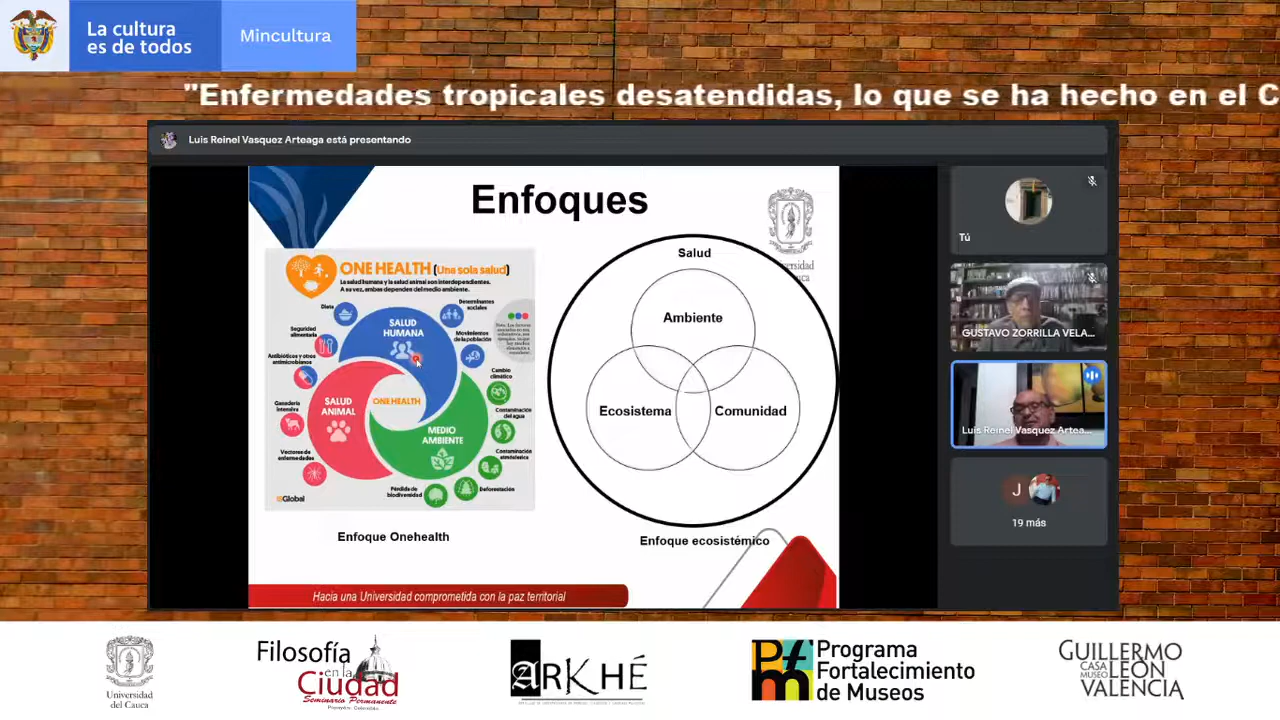 La cultura
es de todos
Mincultura
"Enfermedades tropicales desatendidas, lo que se ha hecho en el C
Luis Reinel Vasquez Arteaga está presentando
Enfoques
ONE HEALTH (Una sola salud)
La salud humana y la salud animal son interdependientes.
A su vez, ambas dependen del medio ambiente.
Dieta
Determinantes
sociales
Seguridad
alimentaria
SALUD
HUMANA
Movimientos
de la población
Antibióticos y otros
antimicrobianos
Cambio
climático
Ganadería
intensiva
SALUD
ANIMAL
ONE HEALTH
Contaminación
del agua
MEDIO
AMBIENTE
Vectores de
enfermedades
Contaminación
atmosférica
Pérdida de
biodiversidad
Deforestación
ISGlobal
Enfoque Onehealth
Salud
Ambiente
Ecosistema
Comunidad
Enfoque ecosistémico
Hacia una Universidad comprometida con la paz territorial
Tú
GUSTAVO ZORRILLA VELA...
Luis Reinel Vasquez Artea...
J
19 más
Universidad
del Cauca
Filosofía
en la
Ciudad
Seminario Permanente
Popayán, Colombia
ARKHÉ
Pfm
Programa
Fortalecimiento
de Museos
GUILLERMO
CASA
MUSEO
LEÓN
VALENCIA